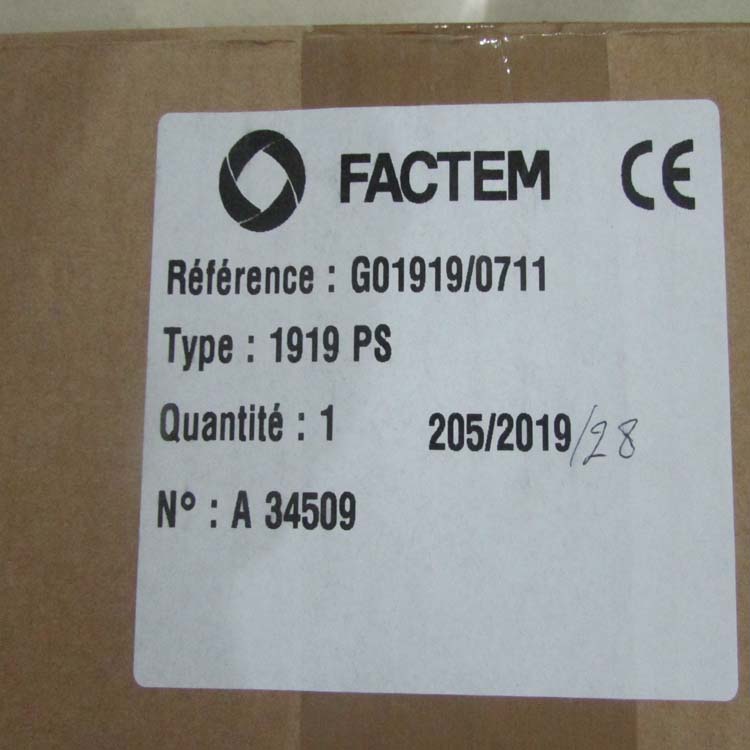 FACTEM CE
Référence : G01919/0711
Type : 1919 PS
Quantité : 1 205/2019/28
N° : A 34509